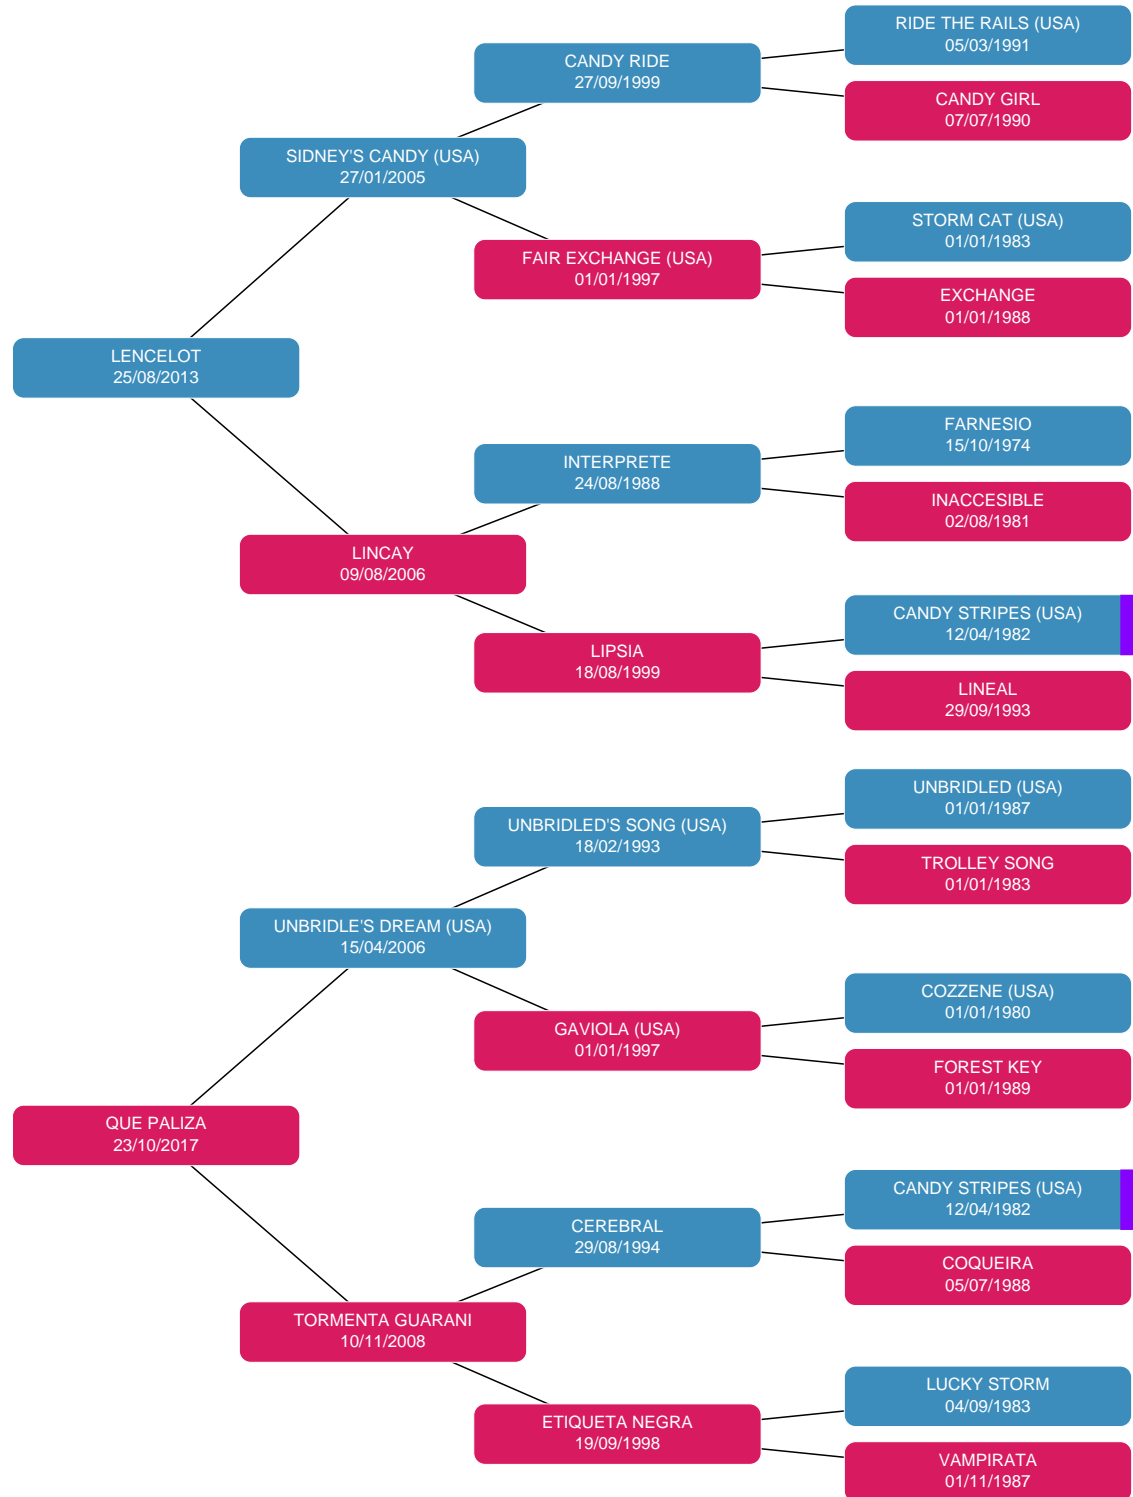 RIDE THE RAILS (USA)
05/03/1991
CANDY RIDE
27/09/1999
CANDY GIRL
07/07/1990
SIDNEY'S CANDY (USA)
27/01/2005
STORM CAT (USA)
01/01/1983
FAIR EXCHANGE (USA)
01/01/1997
EXCHANGE
01/01/1988
LENCELOT
25/08/2013
FARNESIO
15/10/1974
INTERPRETE
24/08/1988
INACCESIBLE
02/08/1981
LINCAY
09/08/2006
CANDY STRIPES (USA)
12/04/1982
LIPSIA
18/08/1999
LINEAL
29/09/1993
UNBRIDLED (USA)
01/01/1987
UNBRIDLED'S SONG (USA)
18/02/1993
TROLLEY SONG
01/01/1983
UNBRIDLE'S DREAM (USA)
15/04/2006
COZZENE (USA)
01/01/1980
GAVIOLA (USA)
01/01/1997
FOREST KEY
01/01/1989
QUE PALIZA
23/10/2017
CANDY STRIPES (USA)
12/04/1982
CEREBRAL
29/08/1994
COQUEIRA
05/07/1988
TORMENTA GUARANI
10/11/2008
LUCKY STORM
04/09/1983
ETIQUETA NEGRA
19/09/1998
VAMPIRATA
01/11/1987